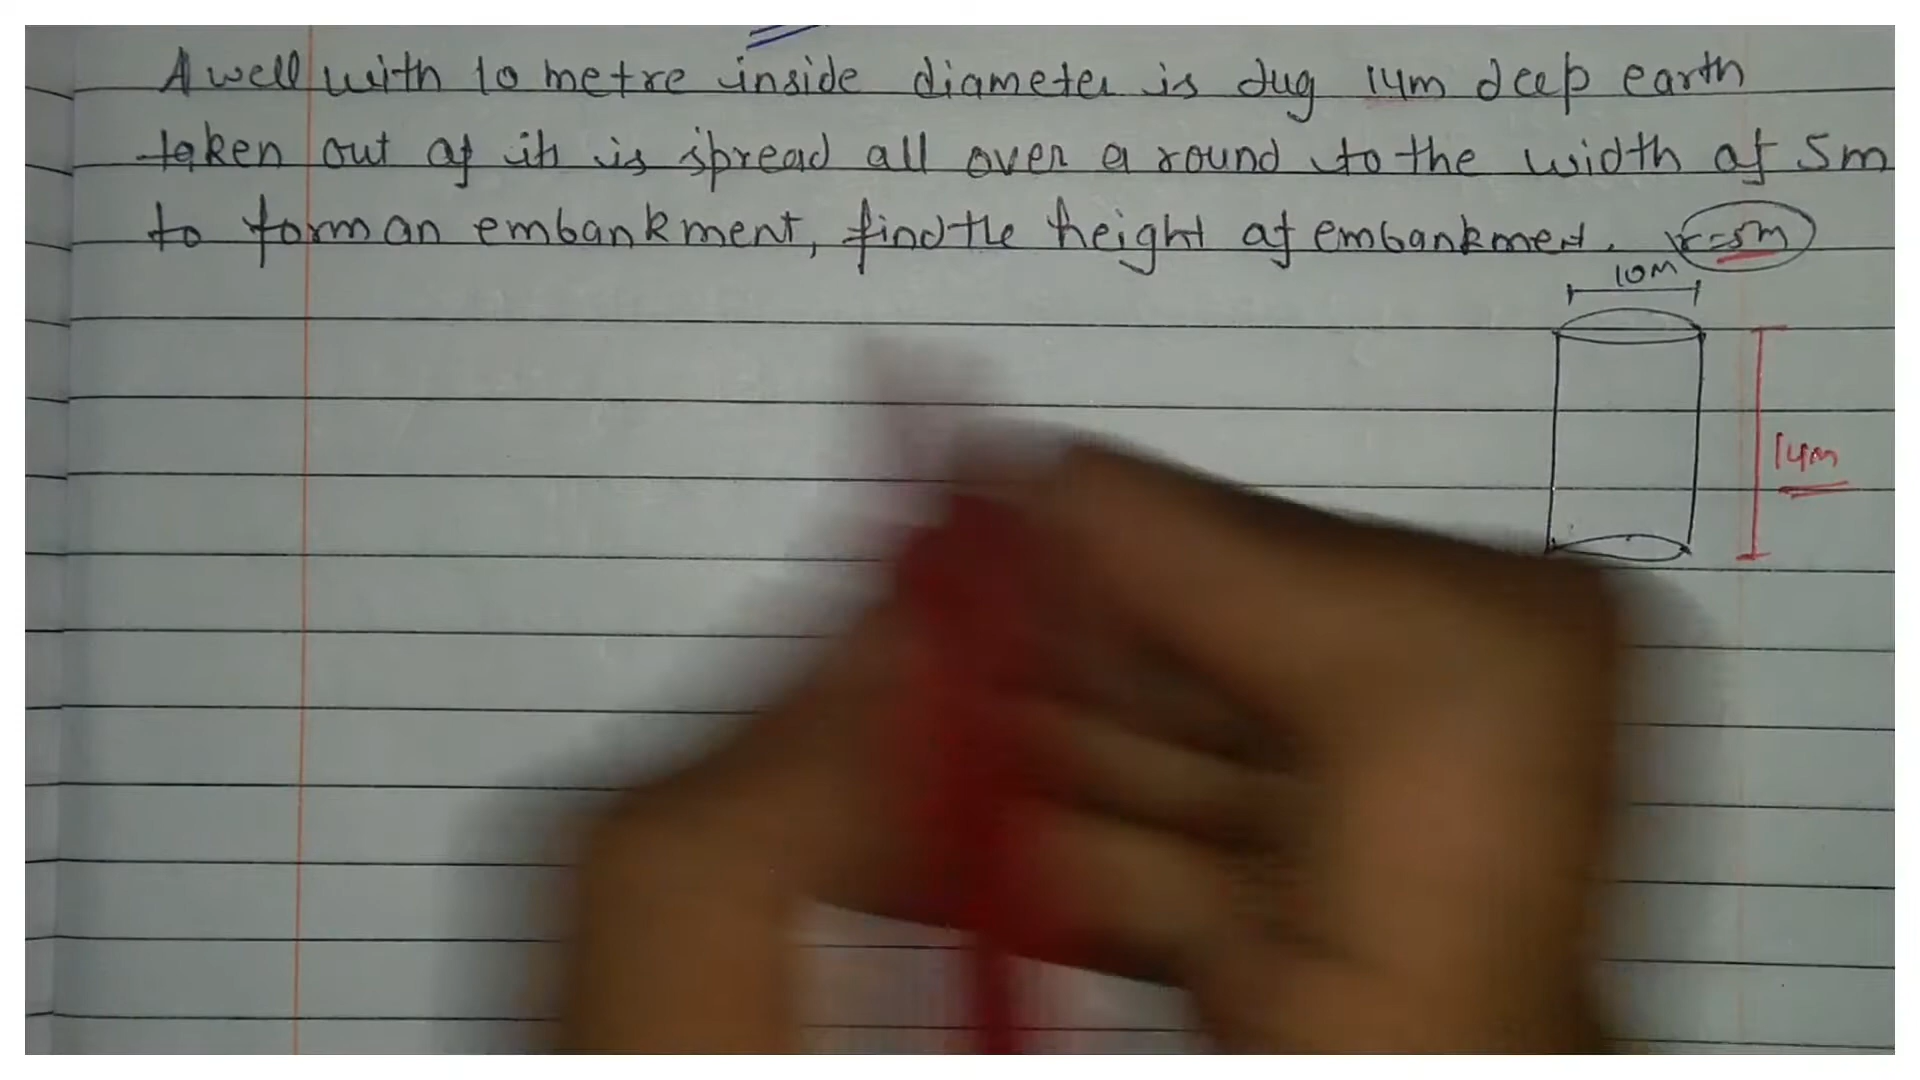 A well with 10 metre inside diameter is dug 14m deep earth
taken out of it is spread all over a round to the width of 5m
to form an embankment, find the height of embankment. r=5m
10m
14m